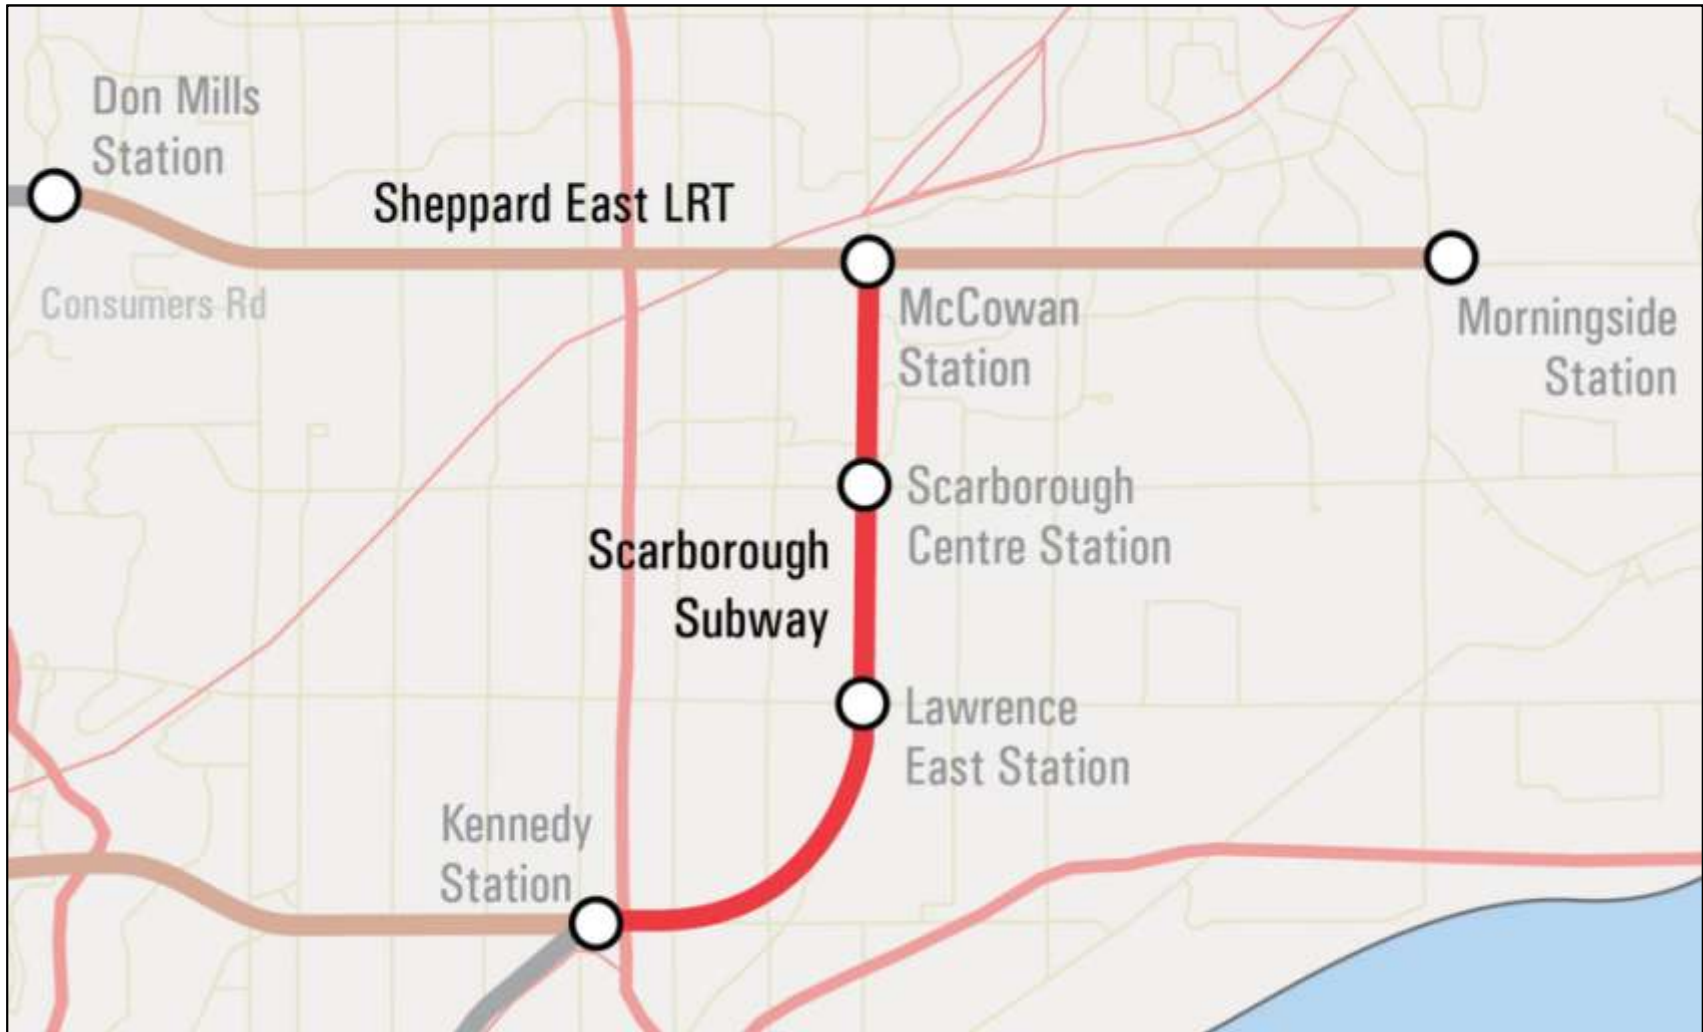 Don Mills
Station
Sheppard East LRT
Consumers Rd
McCowan
Station
Morningside
Station
Scarborough
Centre Station
Scarborough
Subway
Lawrence
East Station
Kennedy
Station